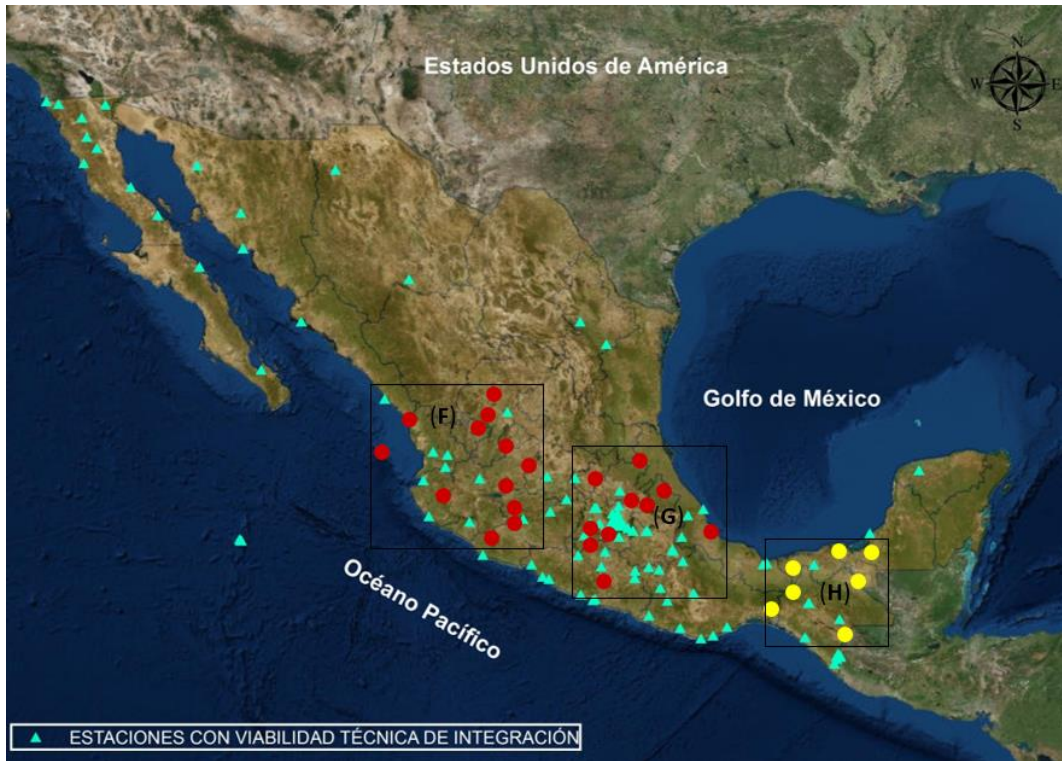 Estados Unidos de América
N
W E
S
Golfo de México
(F)
(G)
(H)
Océano Pacífico
ESTACIONES CON VIABILIDAD TÉCNICA DE INTEGRACIÓN